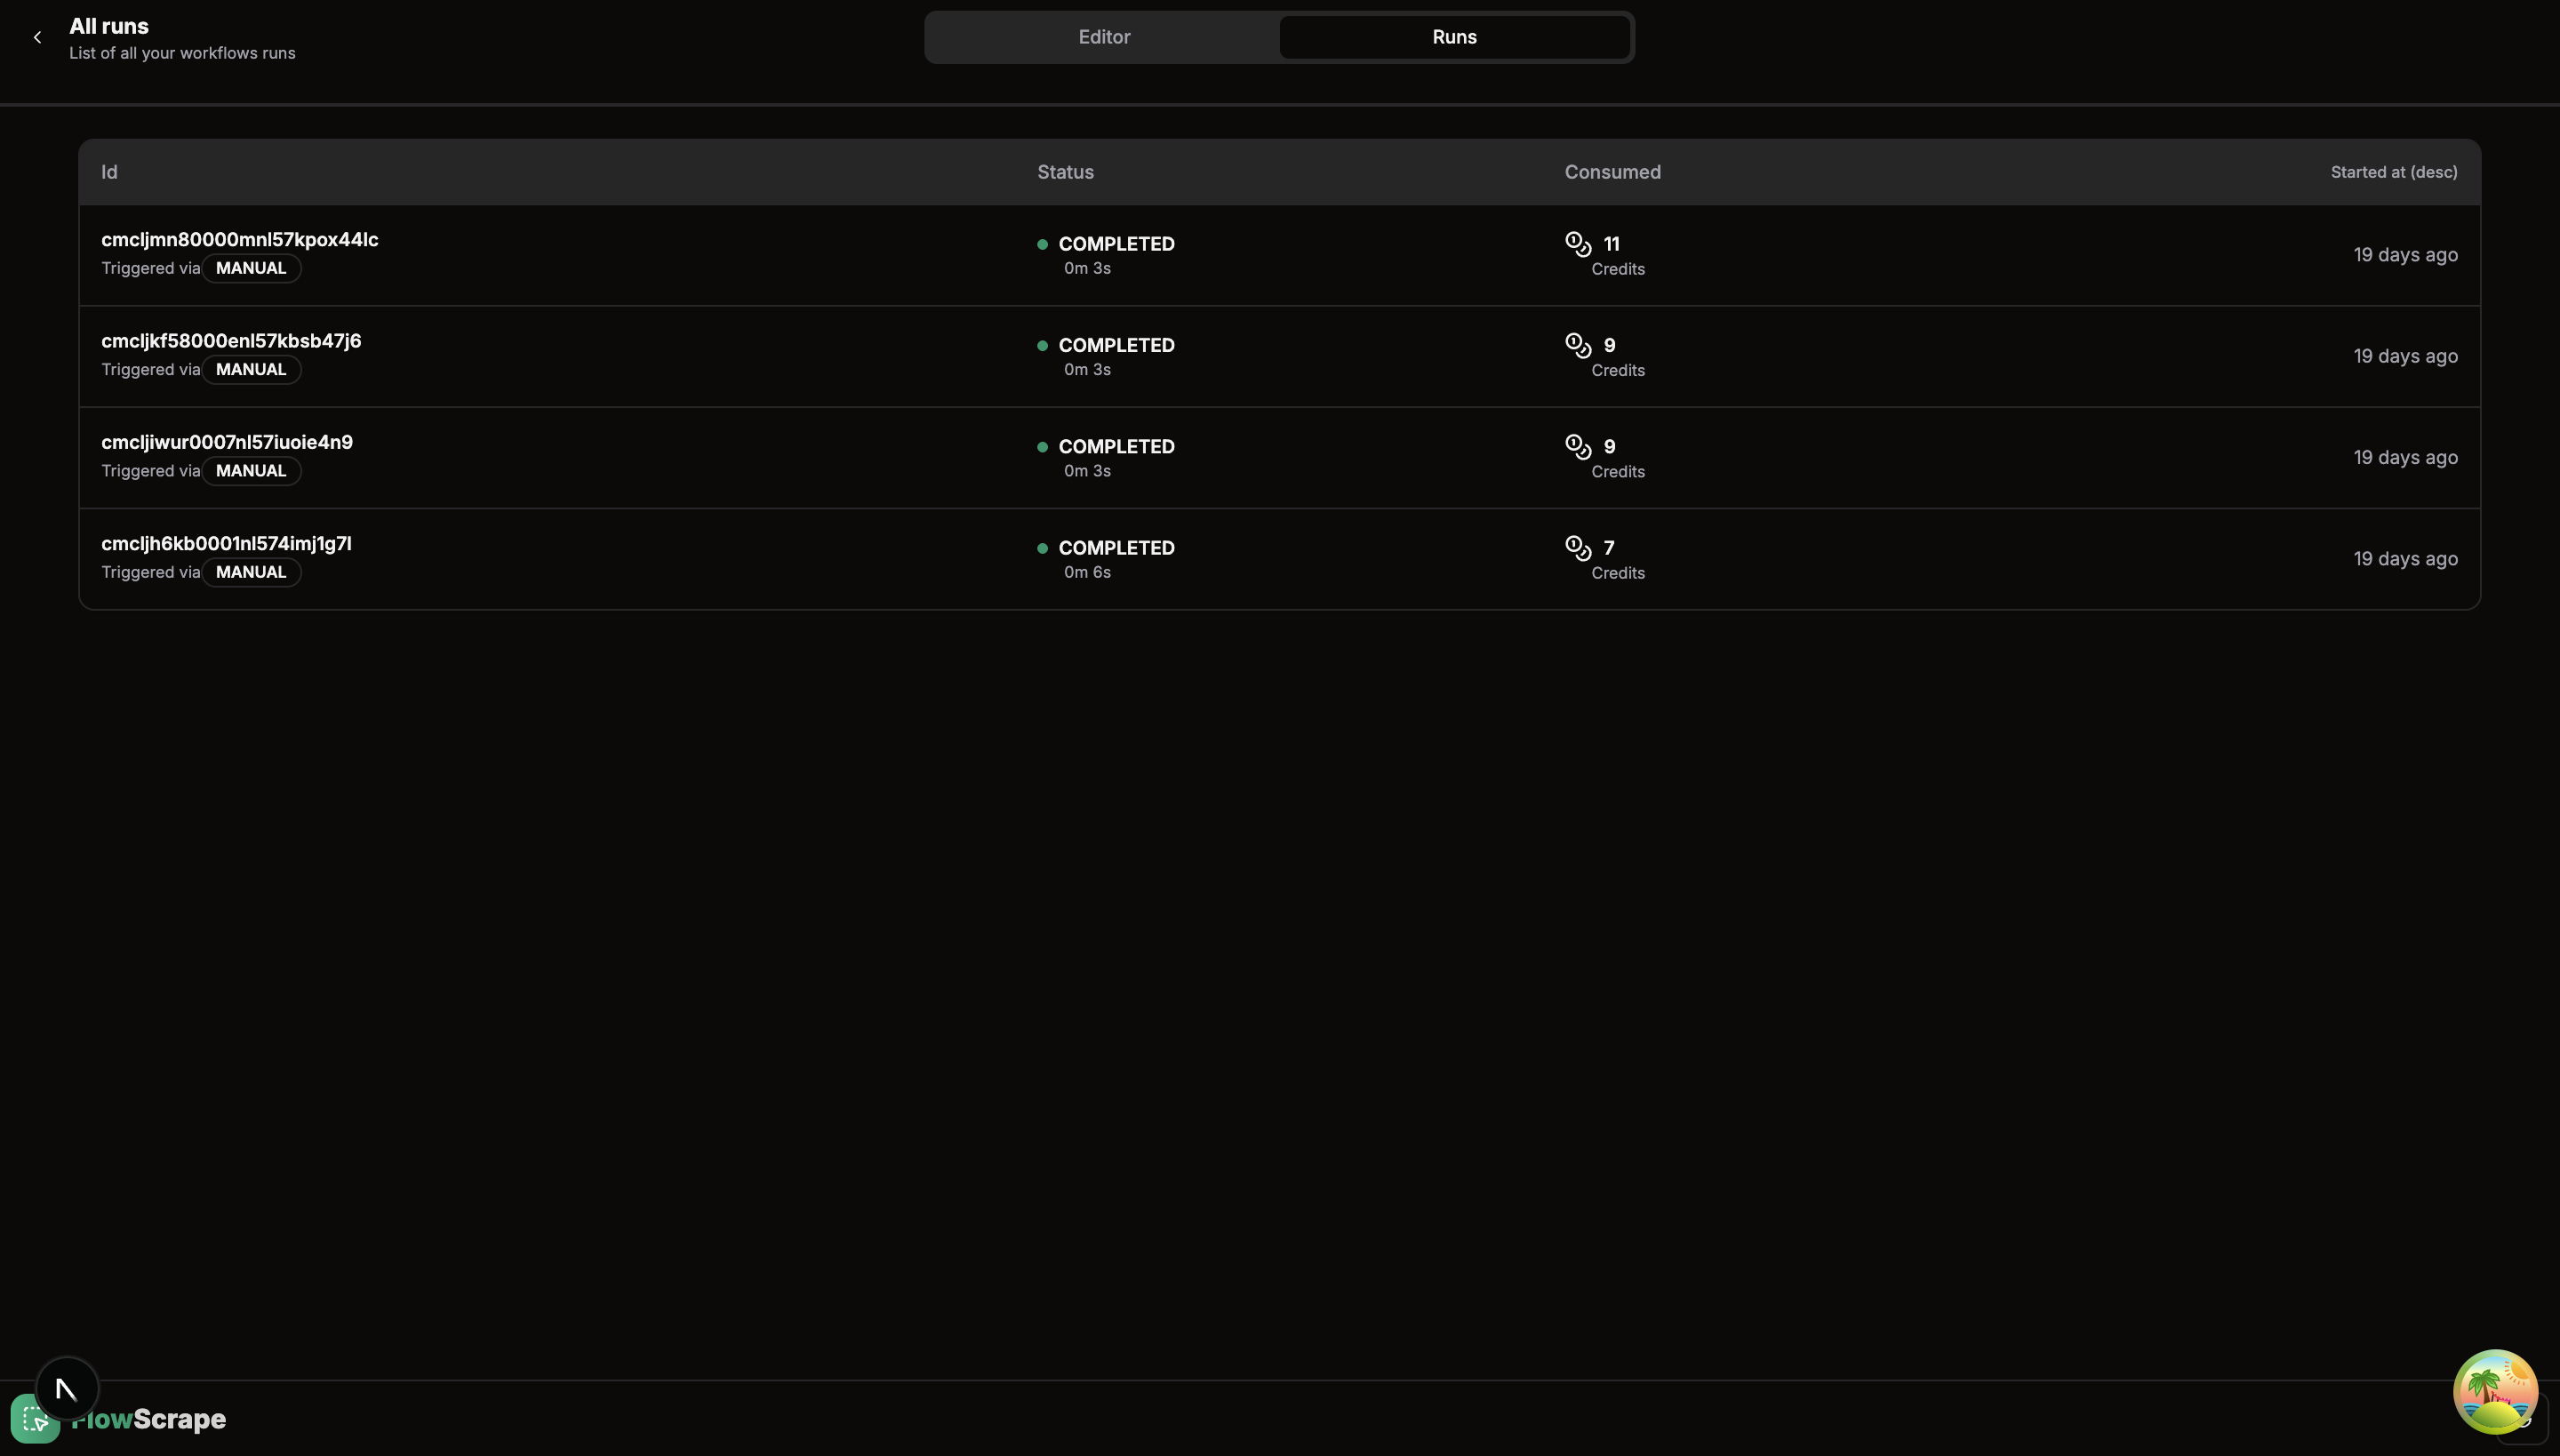 All runs
List of all your workflows runs
Editor
Runs
Id
Status
Consumed
Started at (desc)
cmcljmn80000mnl57kpox44lc
Triggered via MANUAL
COMPLETED
0m 3s
11
Credits
19 days ago
cmcljkf58000enl57kbsb47j6
Triggered via MANUAL
COMPLETED
0m 3s
9
Credits
19 days ago
cmcljiwur0007nl57iuoie4n9
Triggered via MANUAL
COMPLETED
0m 3s
9
Credits
19 days ago
cmcljh6kb0001nl574imj1g7l
Triggered via MANUAL
COMPLETED
0m 6s
7
Credits
19 days ago
FlowScrape